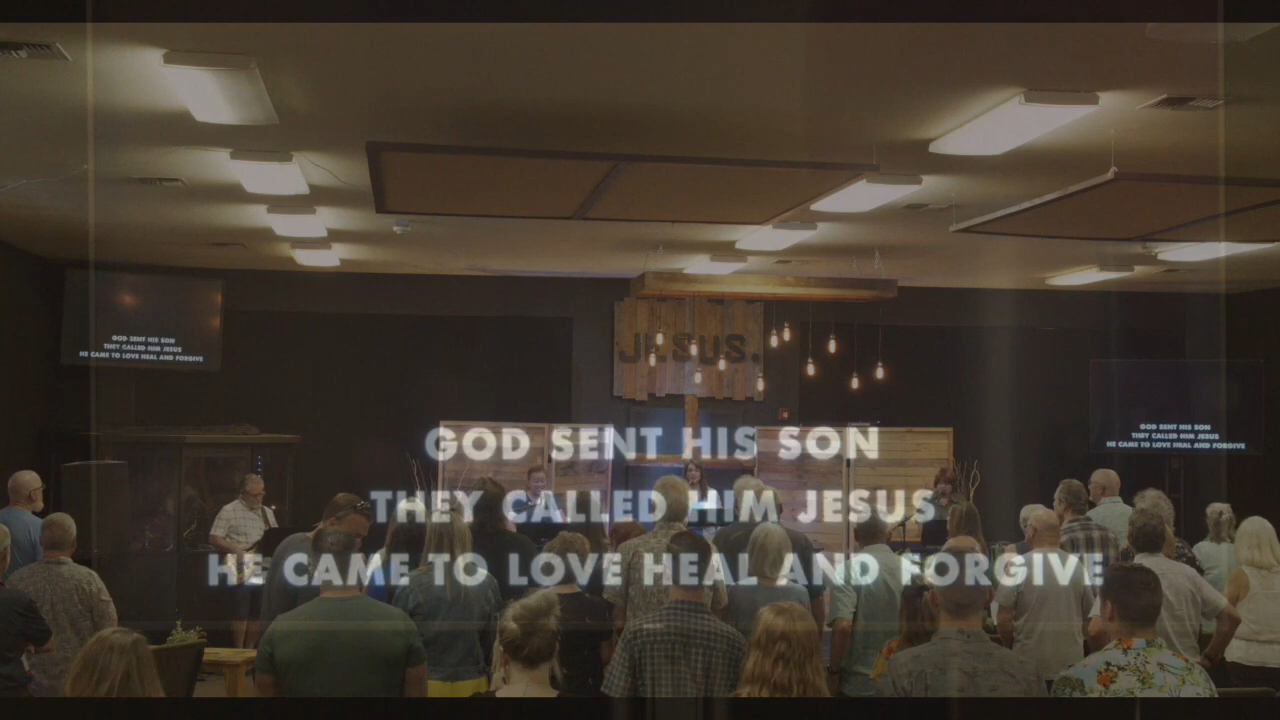 GOD SENT HIS SON
THEY CALLED HIM JESUS
HE CAME TO LOVE HEAL AND FORGIVE
JESUS.
GOD SENT HIS SON
THEY CALLED HIM JESUS
HE CAME TO LOVE HEAL AND FORGIVE
GOD SENT HIS SON
THEY CALLED HIM JESUS
HE CAME TO LOVE HEAL AND FORGIVE